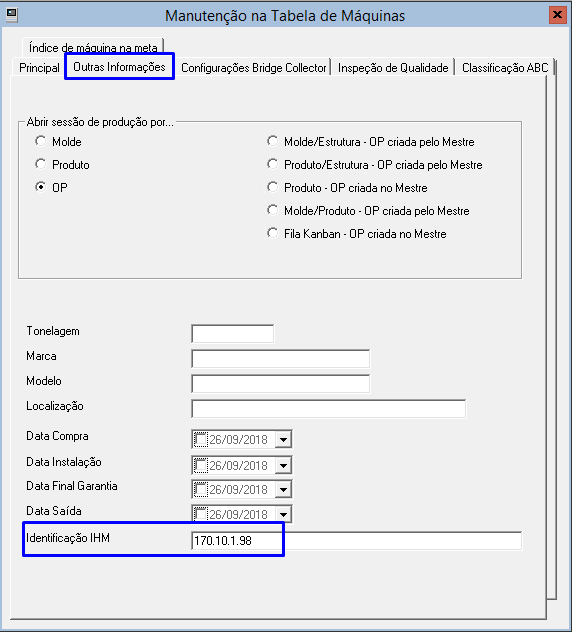 Manutenção na Tabela de Máquinas
Índice de máquina na meta
Principal Outras Informações Configurações Bridge Collector Inspeção de Qualidade Classificação ABC
Abrir sessão de produção por...
Molde Molde/Estrutura - OP criada pelo Mestre
Produto Produto/Estrutura - OP criada pelo Mestre
OP Produto - OP criada no Mestre
Molde/Produto - OP criada pelo Mestre
Fila Kanban - OP criada no Mestre
Tonelagem
Marca
Modelo
Localização
Data Compra 26/09/2018
Data Instalação 26/09/2018
Data Final Garantia 26/09/2018
Data Saída 26/09/2018
Identificação IHM 170.10.1.98